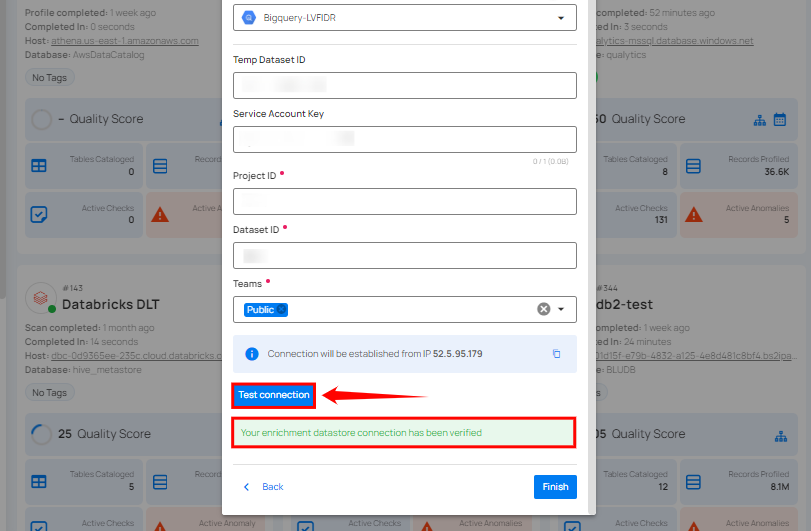 Profile completed: 1 week ago
Completed In: 0 seconds
Host: athena.us-east-1.amazonaws.com
Database: AwsDataCatalog
No Tags
– Quality Score
Tables Cataloged
0
Records
Active Checks
0
Active A
#143
Databricks DLT
Scan completed: 1 month ago
Completed In: 14 seconds
Host: dbc-0d9365ee-235c.cloud.databricks.c
Database: hive_metastore
No Tags
25 Quality Score
Tables Cataloged
5
Records
Active Checks
Active Anomaly
Bigquery-LVFIDR
Temp Dataset ID
Service Account Key
0 / 1 (0.0B)
Project ID
Dataset ID
Teams
Public
Connection will be established from IP 52.5.95.179
Test connection
Your enrichment datastore connection has been verified
Back
Finish
Active Checks
Active Anomalies
completed: 52 minutes ago
ed In: 3 seconds
alytics-mssql.database.windows.net
e: qualytics
60 Quality Score
Tables Cataloged
8
Records Profiled
36.6K
Active Checks
131
Active Anomalies
5
#344
db2-test
completed: 1 week ago
ed In: 24 minutes
01d15f-e79b-4832-a125-4e8d481c8bf4.bs2ipa...
e: BLUDB
s
05 Quality Score
Tables Cataloged
12
Records Profiled
8.1M
Active Checks
Active Anomalies